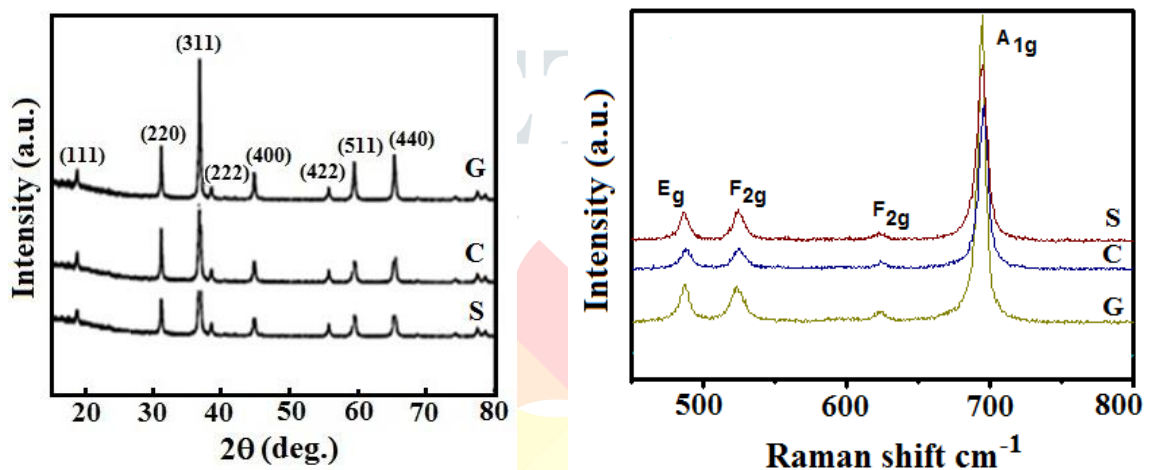 (311)
(220)
(440)
(511)
(111)
(400)
(222)
(422)
G
C
S
Intensity (a.u.)
20 30 40 50 60 70 80
2θ (deg.)
A1g
Eg
F2g
F2g
S
C
G
Intensity (a.u.)
500 600 700 800
Raman shift cm-1